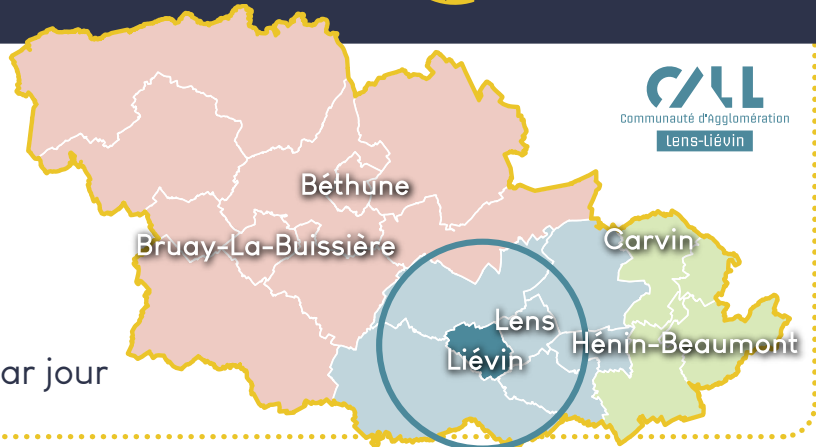 CALL
Communauté d'Agglomération
Lens-Liévin
Béthune
Bruay-La-Buissière
Carvin
Lens
Hénin-Beaumont
Liévin
ar jour